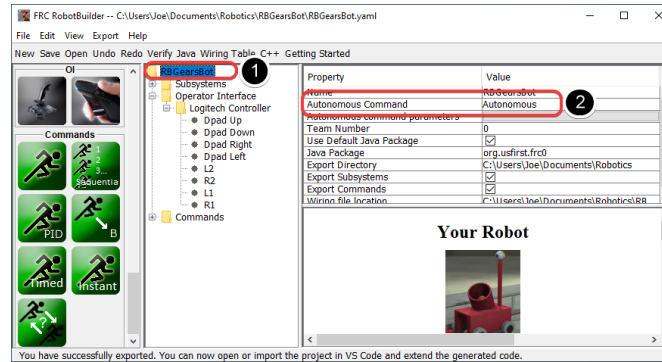 FRC RobotBuilder -- C:\Users\Joe\Documents\Robotics\RBGearsBot\RBGearsBot.yaml
File Edit View Export Help
New Save Open Undo Redo Verify Java Wiring Table C++ Getting Started
OI
Commands
1
2
3...
Sequential
PID
B
Timed
Instant
?
RBGearsBot
1
Subsystems
Operator Interface
Logitech Controller
Dpad Up
Dpad Down
Dpad Right
Dpad Left
L2
R2
L1
R1
Commands
Property Value
Name RBGearsBot
Autonomous Command Autonomous
2
Autonomous command parameters
Team Number 0
Use Default Java Package
Java Package org.usfirst.frc0
Export Directory C:\Users\Joe\Documents\Robotics
Export Subsystems
Export Commands
Wiring file location C:\Users\Joe\Documents\Robotics\RB
Your Robot
You have successfully exported. You can now open or import the project in VS Code and extend the generated code.